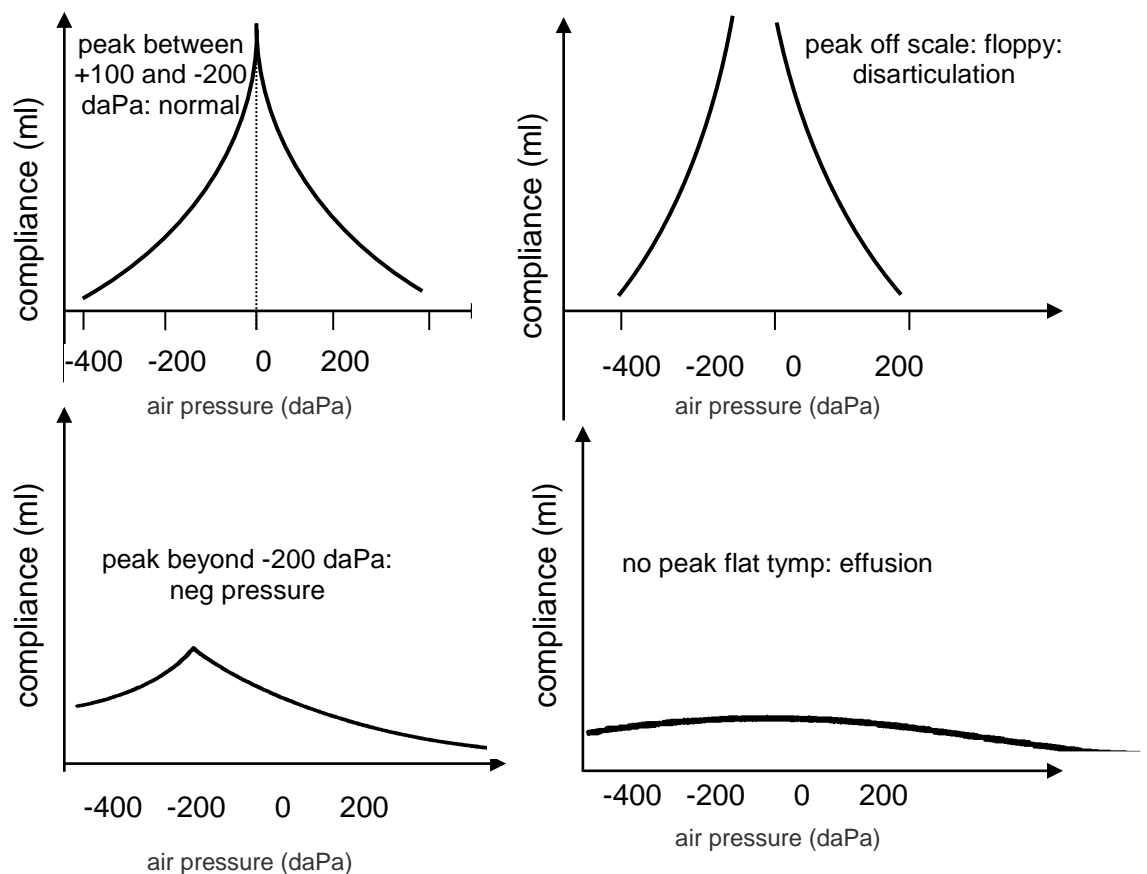 peak between
+100 and -200
daPa: normal
compliance (ml)
-400 -200 0 200
air pressure (daPa)
peak off scale: floppy:
disarticulation
compliance (ml)
-400 -200 0 200
air pressure (daPa)
peak beyond -200 daPa:
neg pressure
compliance (ml)
-400 -200 0 200
air pressure (daPa)
no peak flat tymp: effusion
compliance (ml)
-400 -200 0 200
air pressure (daPa)